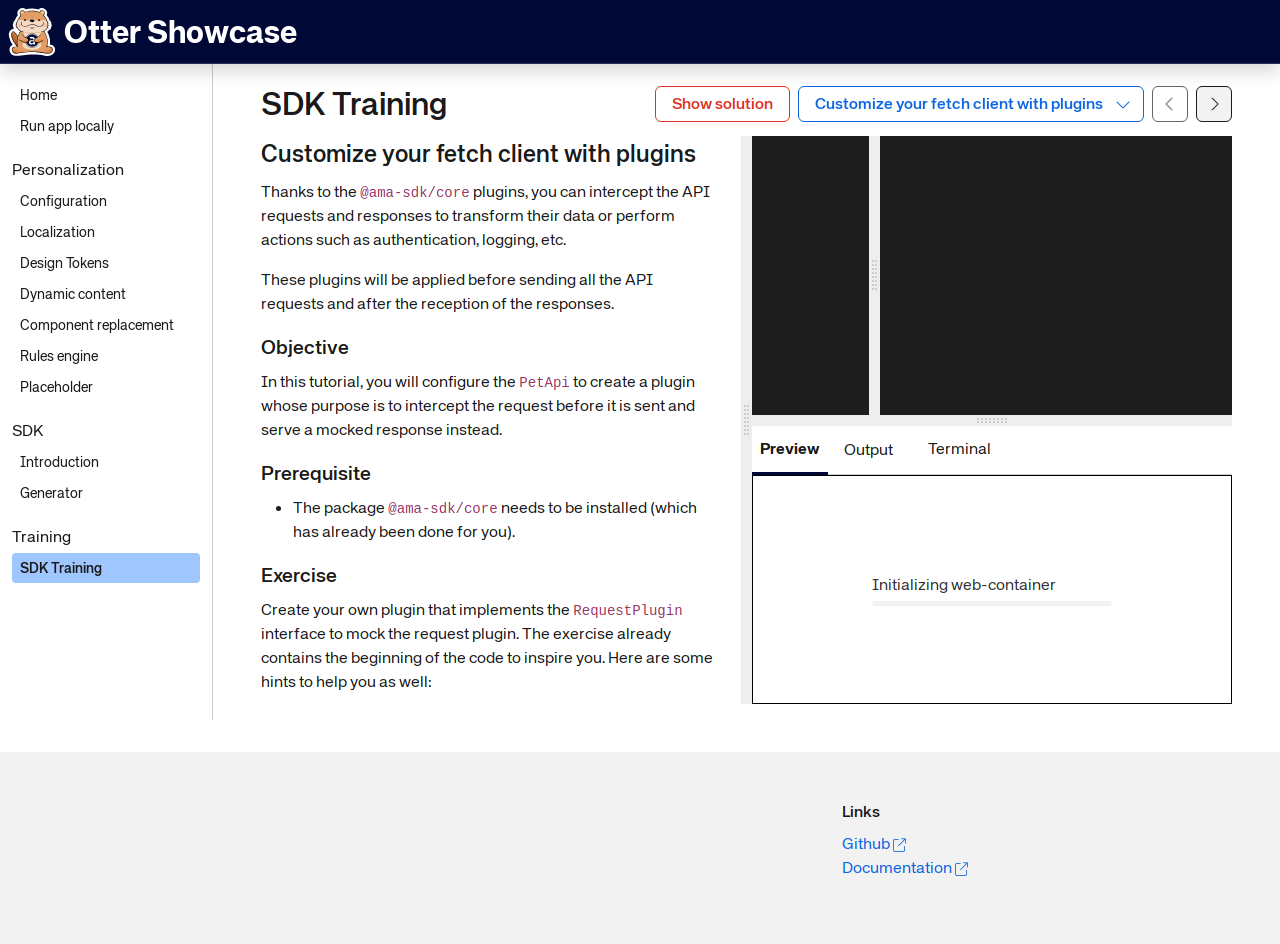 Otter Showcase
Home
Run app locally
Personalization
Configuration
Localization
Design Tokens
Dynamic content
Component replacement
Rules engine
Placeholder
SDK
Introduction
Generator
Training
SDK Training
SDK Training
Show solution
Customize your fetch client with plugins
Customize your fetch client with plugins
Thanks to the @ama-sdk/core plugins, you can intercept the API
requests and responses to transform their data or perform
actions such as authentication, logging, etc.
These plugins will be applied before sending all the API
requests and after the reception of the responses.
Objective
In this tutorial, you will configure the PetApi to create a plugin
whose purpose is to intercept the request before it is sent and
serve a mocked response instead.
Prerequisite
• The package @ama-sdk/core needs to be installed (which
has already been done for you).
Exercise
Create your own plugin that implements the RequestPlugin
interface to mock the request plugin. The exercise already
contains the beginning of the code to inspire you. Here are some
hints to help you as well:
Preview Output Terminal
Initializing web-container
Links
Github
Documentation